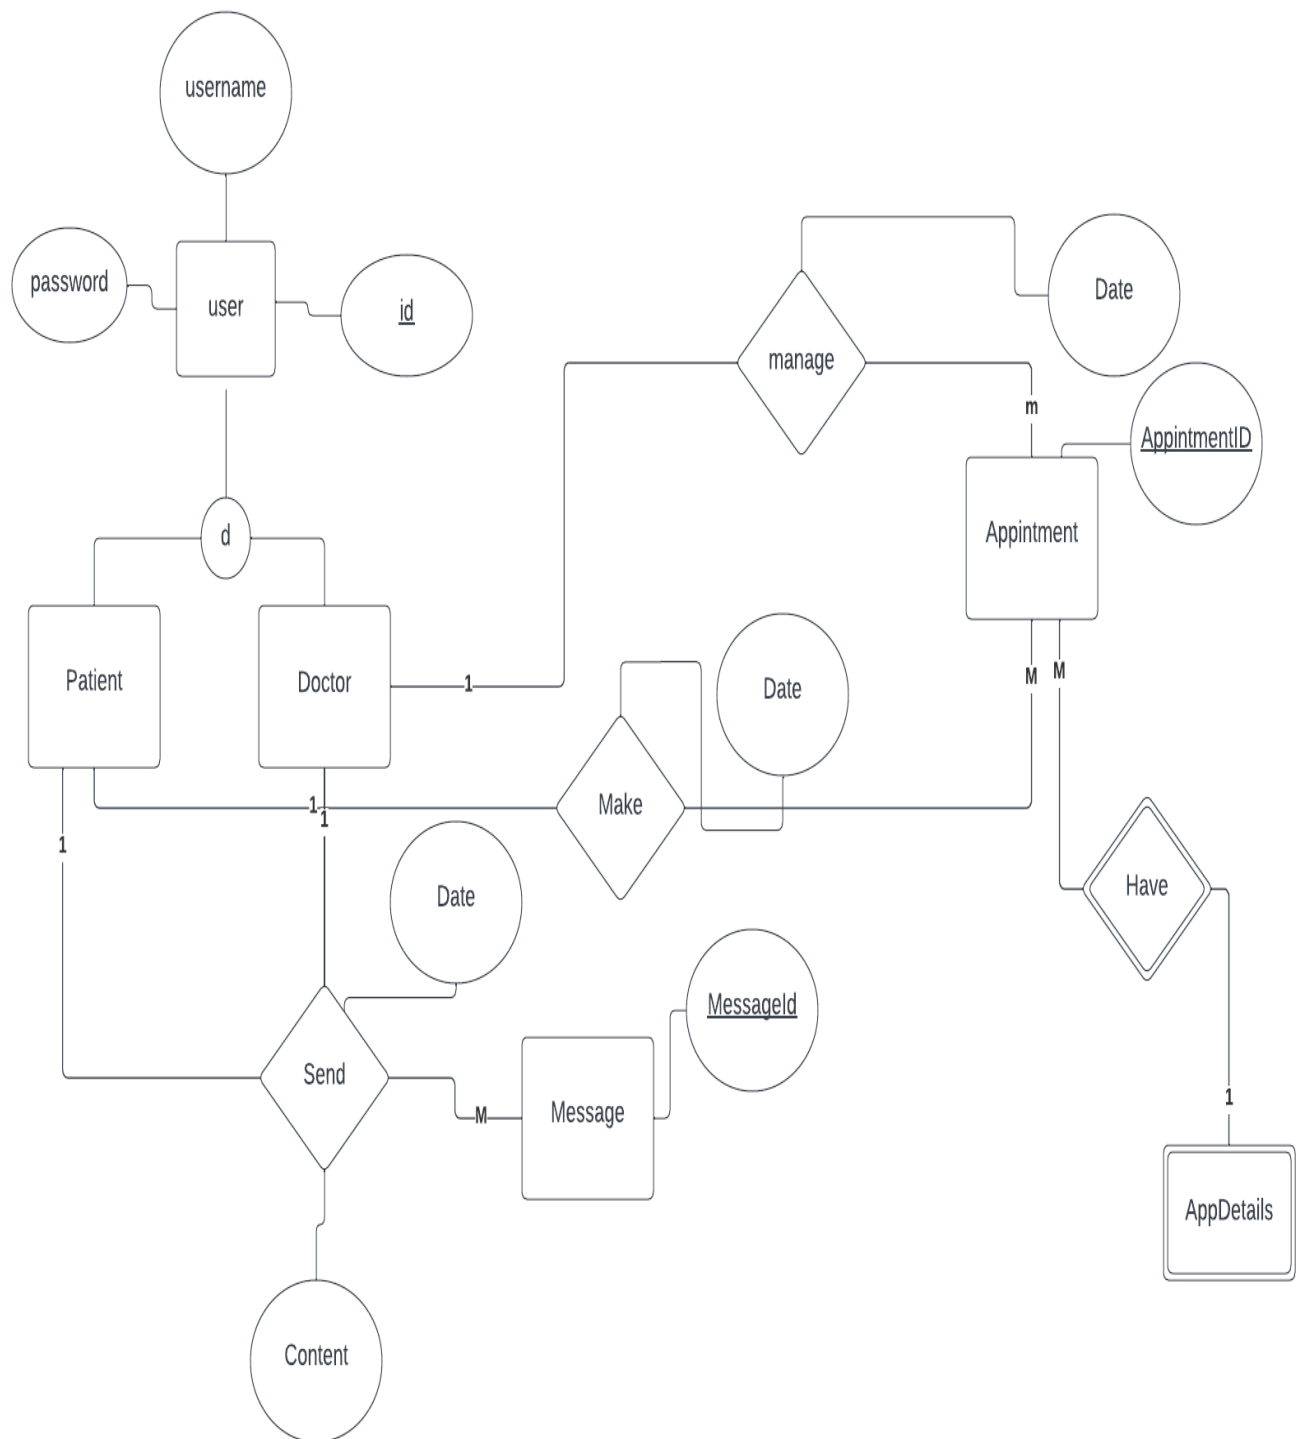 username
password
user
id
Date
manage
m
AppintmentID
Appintment
d
Patient
Doctor
1
Date
M
M
Make
1
1
1
Date
Have
MessageId
Send
Message
M
1
AppDetails
Content